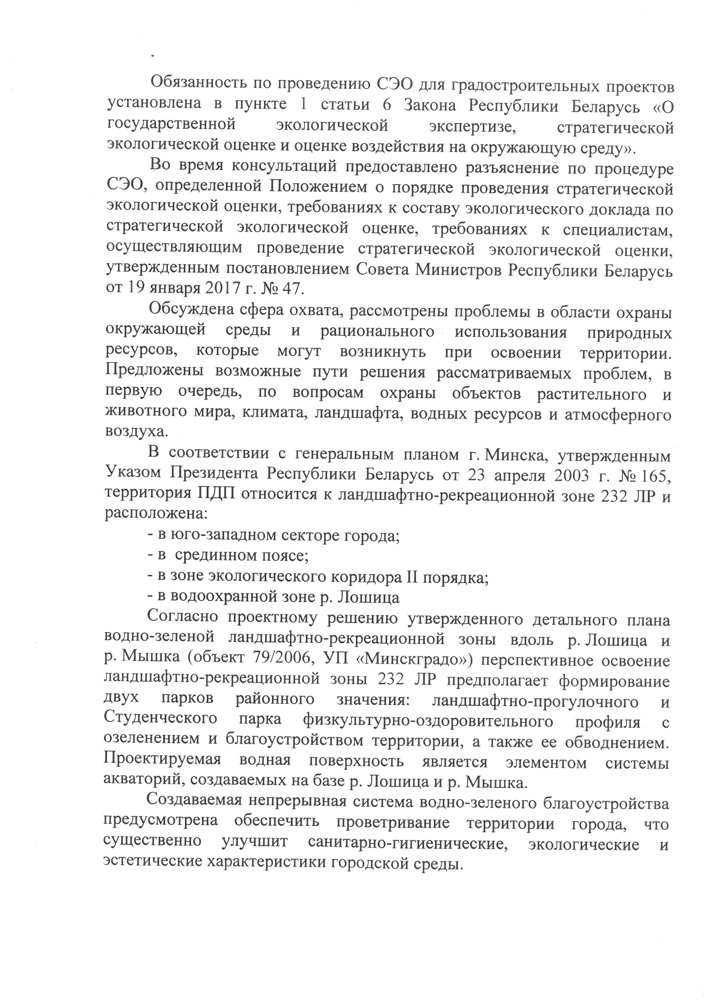 Обязанность по проведению СЭО для градостроительных проектов
установлена в пункте 1 статьи 6 Закона Республики Беларусь «О
государственной экологической экспертизе, стратегической
экологической оценке и оценке воздействия на окружающую среду».
Во время консультаций предоставлено разъяснение по процедуре
СЭО, определенной Положением о порядке проведения стратегической
экологической оценки, требованиях к составу экологического доклада по
стратегической экологической оценке, требованиях к специалистам,
осуществляющим проведение стратегической экологической оценки,
утвержденным постановлением Совета Министров Республики Беларусь
от 19 января 2017 г. № 47.
Обсуждена сфера охвата, рассмотрены проблемы в области охраны
окружающей среды и рационального использования природных
ресурсов, которые могут возникнуть при освоении территории.
Предложены возможные пути решения рассматриваемых проблем, в
первую очередь, по вопросам охраны объектов растительного и
животного мира, климата, ландшафта, водных ресурсов и атмосферного
воздуха.
В соответствии с генеральным планом г. Минска, утвержденным
Указом Президента Республики Беларусь от 23 апреля 2003 г. № 165,
территория ПДП относится к ландшафтно-рекреационной зоне 232 ЛР и
расположена:
- в юго-западном секторе города;
- в срединном поясе;
- в зоне экологического коридора II порядка;
- в водоохранной зоне р. Лошица
Согласно проектному решению утвержденного детального плана
водно-зеленой ландшафтно-рекреационной зоны вдоль р. Лошица и
р. Мышка (объект 79/2006, УП «Минскградо») перспективное освоение
ландшафтно-рекреационной зоны 232 ЛР предполагает формирование
двух парков районного значения: ландшафтно-прогулочного и
Студенческого парка физкультурно-оздоровительного профиля с
озеленением и благоустройством территории, а также ее обводнением.
Проектируемая водная поверхность является элементом системы
акваторий, создаваемых на базе р. Лошица и р. Мышка.
Создаваемая непрерывная система водно-зеленого благоустройства
предусмотрена обеспечить проветривание территории города, что
существенно улучшит санитарно-гигиенические, экологические и
эстетические характеристики городской среды.